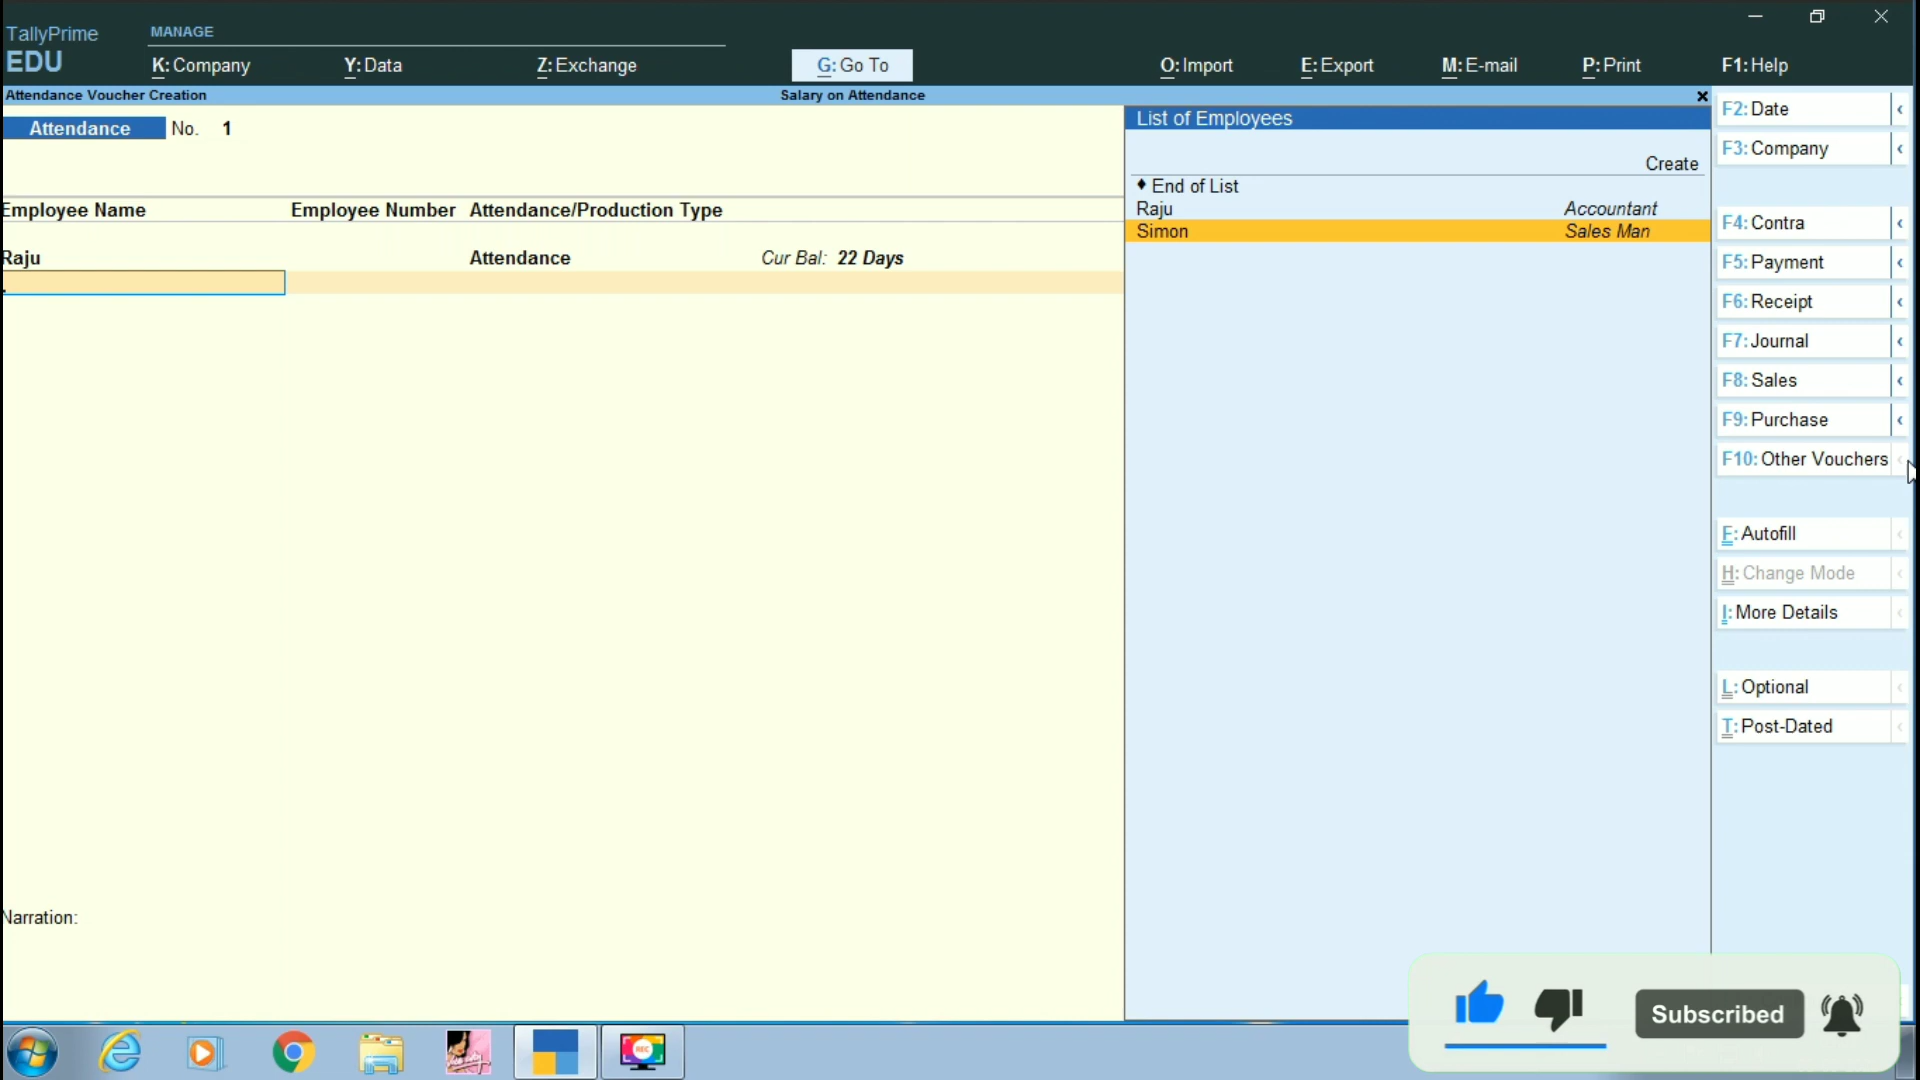 TallyPrime
EDU
MANAGE
K: Company
Y: Data
Z: Exchange
G: Go To
O: Import
E: Export
M: E-mail
P: Print
F1: Help
Attendance Voucher Creation
Salary on Attendance
Attendance No. 1
Employee Name Employee Number Attendance/Production Type
Raju Attendance Cur Bal: 22 Days
Narration:
List of Employees
Create
End of List
Raju Accountant
Simon Sales Man
F2: Date
F3: Company
F4: Contra
F5: Payment
F6: Receipt
F7: Journal
F8: Sales
F9: Purchase
F10: Other Vouchers
F: Autofill
H: Change Mode
I: More Details
L: Optional
T: Post-Dated
Subscribed
REC